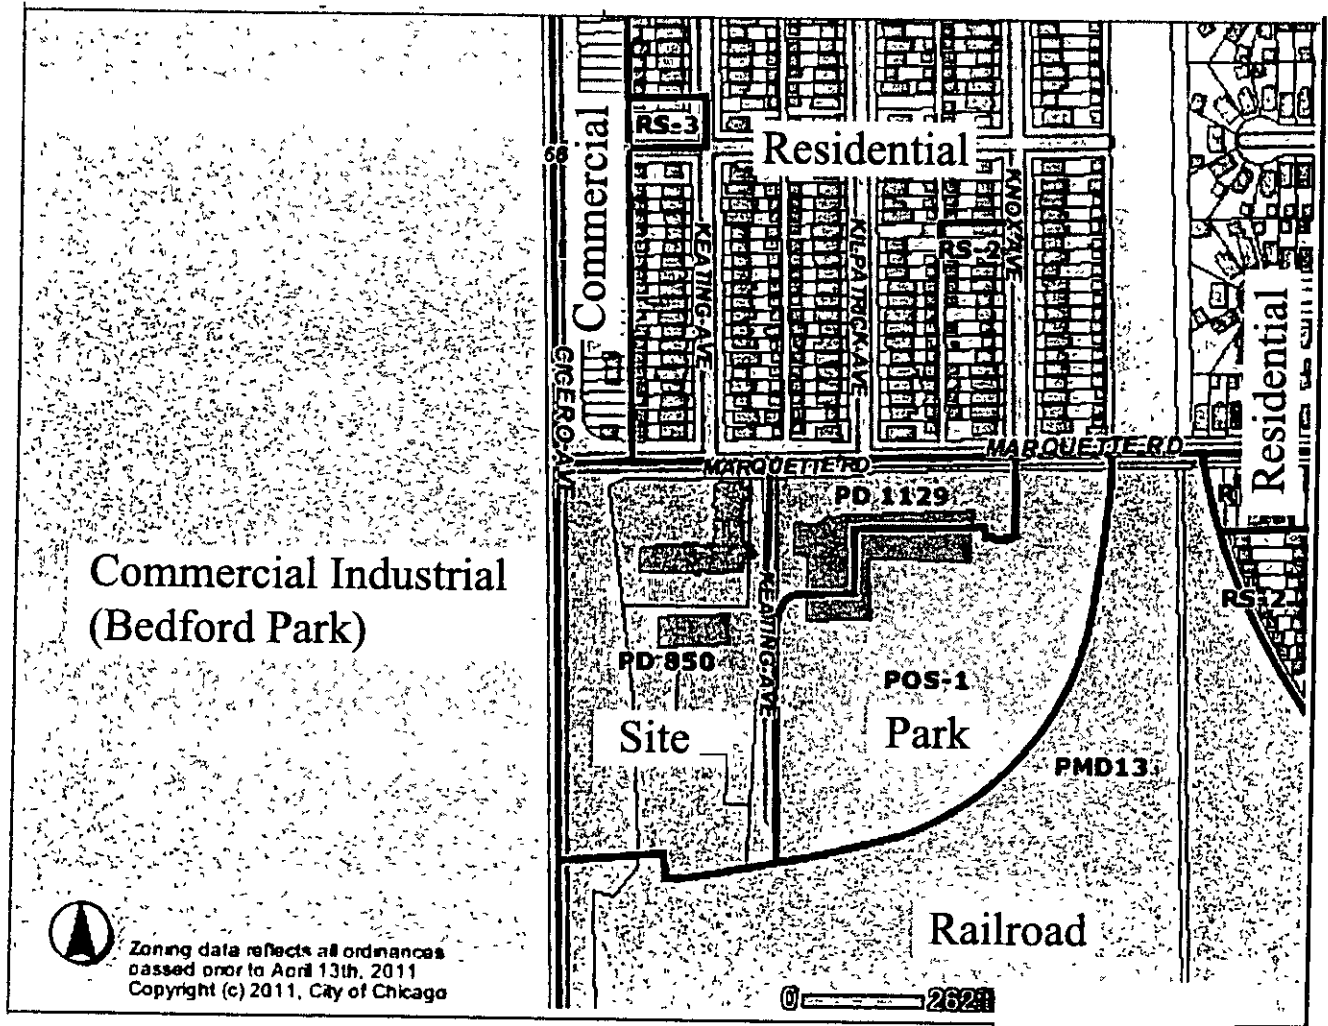 RS-3
68
Commercial
Residential
KEATING AVE
KILPATRICK AVE
KNOX AVE
RS-2
CICERO AVE
Residential
MARQUETTE RD
MARQUETTE RD
PD 1129
R
Commercial Industrial
(Bedford Park)
KEATING AVE
RS-2
PD 850
POS-1
Site
Park
PMD13
Railroad
Zoning data reflects all ordinances
passed prior to April 13th, 2011
Copyright (c) 2011, City of Chicago
0 262ft